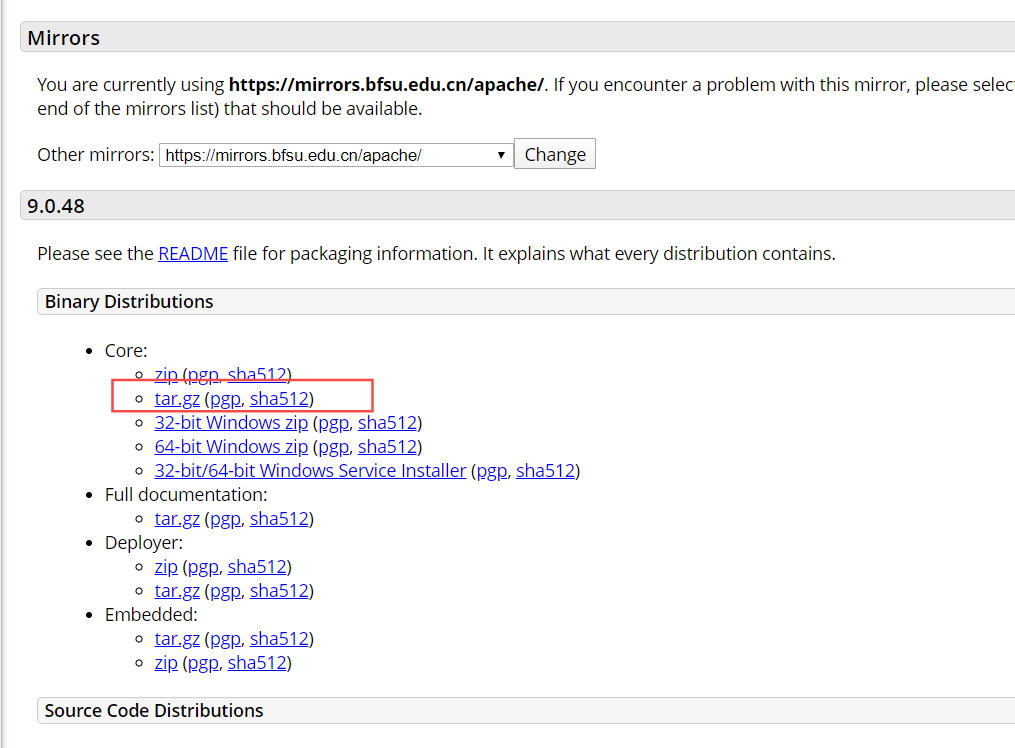 Mirrors
You are currently using https://mirrors.bfsu.edu.cn/apache/. If you encounter a problem with this mirror, please selec
end of the mirrors list) that should be available.
Other mirrors: https://mirrors.bfsu.edu.cn/apache/ Change
9.0.48
Please see the README file for packaging information. It explains what every distribution contains.
Binary Distributions
Core:
zip (pgp, sha512)
tar.gz (pgp, sha512)
32-bit Windows zip (pgp, sha512)
64-bit Windows zip (pgp, sha512)
32-bit/64-bit Windows Service Installer (pgp, sha512)
Full documentation:
tar.gz (pgp, sha512)
Deployer:
zip (pgp, sha512)
tar.gz (pgp, sha512)
Embedded:
tar.gz (pgp, sha512)
zip (pgp, sha512)
Source Code Distributions